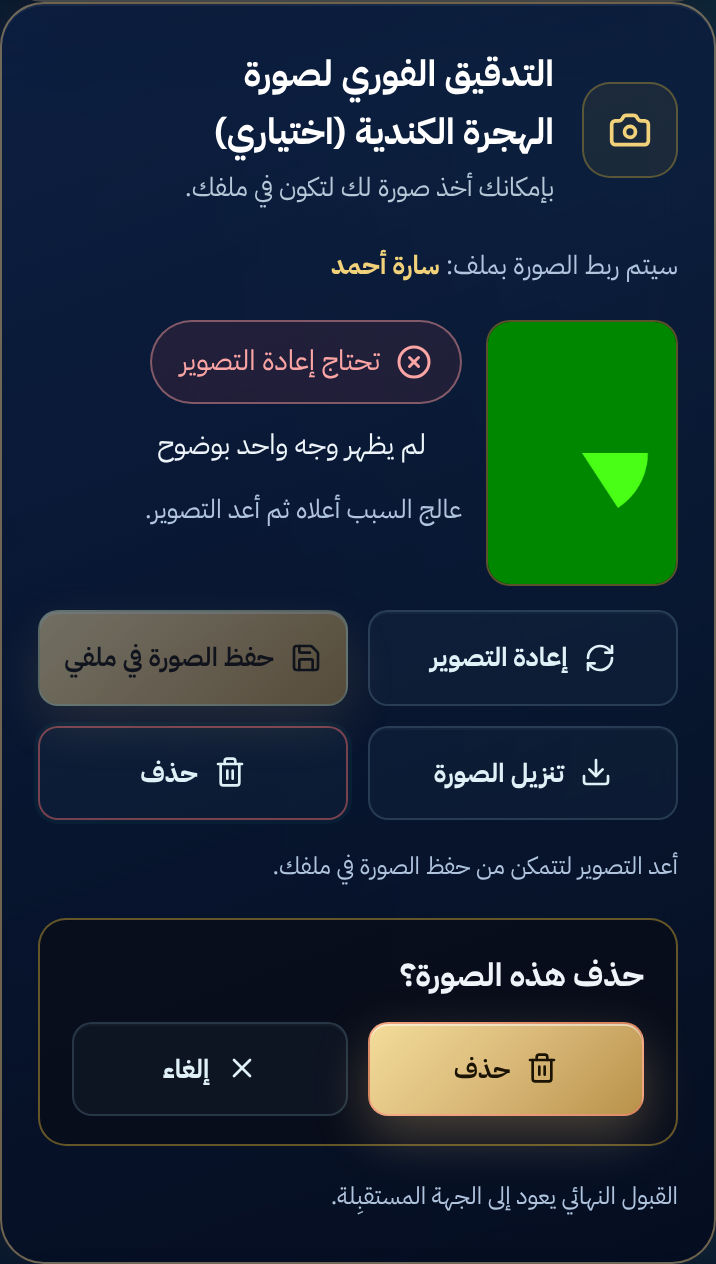 التدقيق الفوري لصورة
الهجرة الكندية (اختياري)
بإمكانك أخذ صورة لك لتكون في ملفك.
سيتم ربط الصورة بملف: سارة أحمد
تحتاج إعادة التصوير
لم يظهر وجه واحد بوضوح
عالج السبب أعلاه ثم أعد التصوير.
إعادة التصوير
حفظ الصورة في ملفي
تنزيل الصورة
حذف
أعد التصوير لتتمكن من حفظ الصورة في ملفك.
حذف هذه الصورة؟
حذف
إلغاء
القبول النهائي يعود إلى الجهة المستقبِلة.